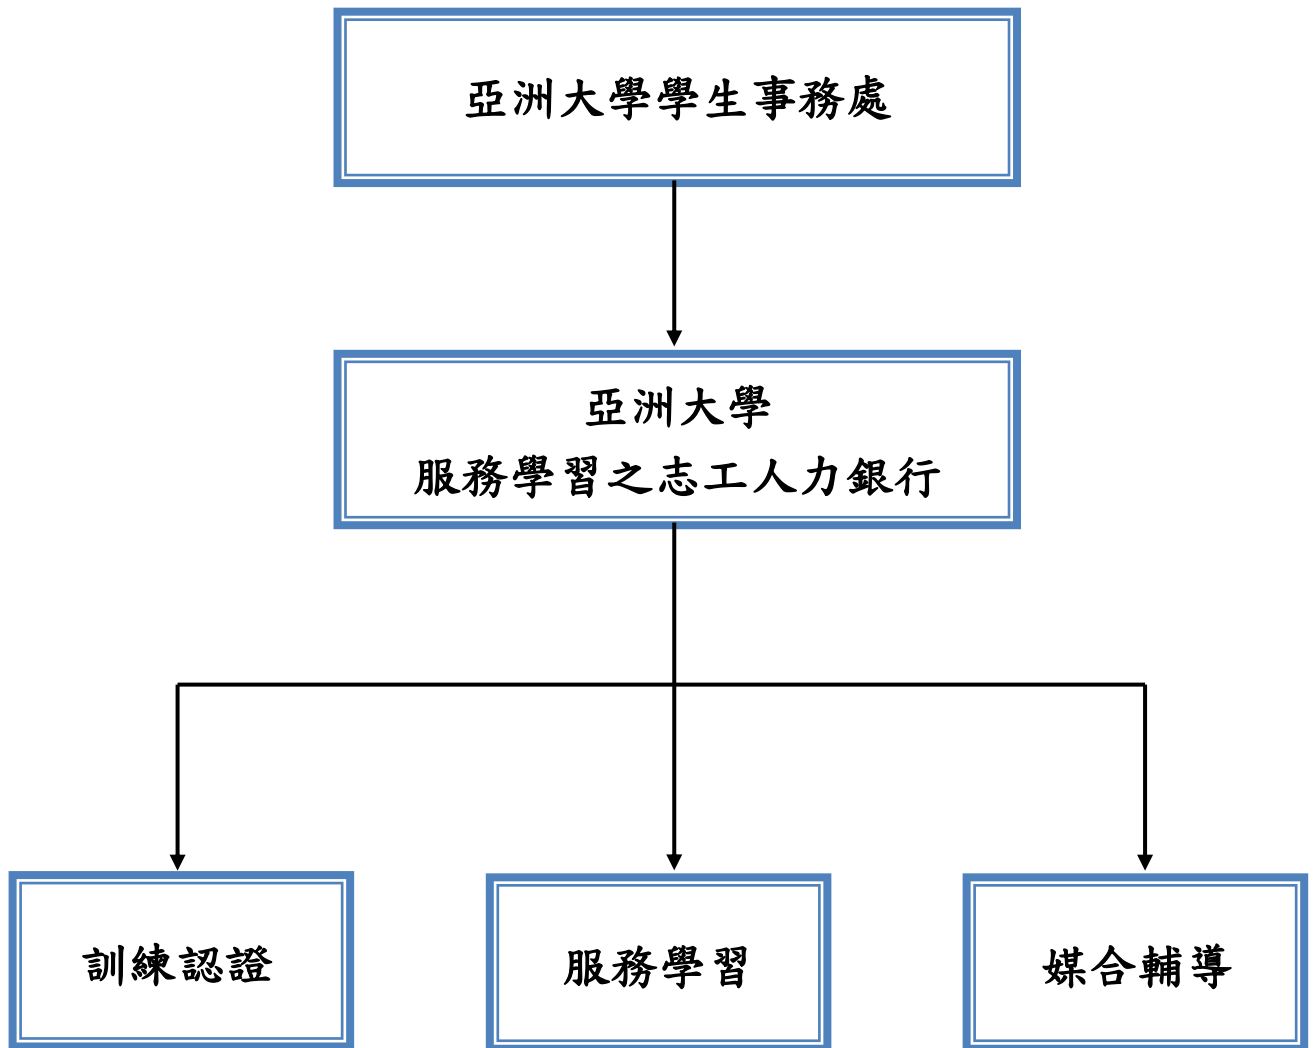 亞洲大學學生事務處
亞洲大學
服務學習之志工人力銀行
訓練認證
服務學習
媒合輔導